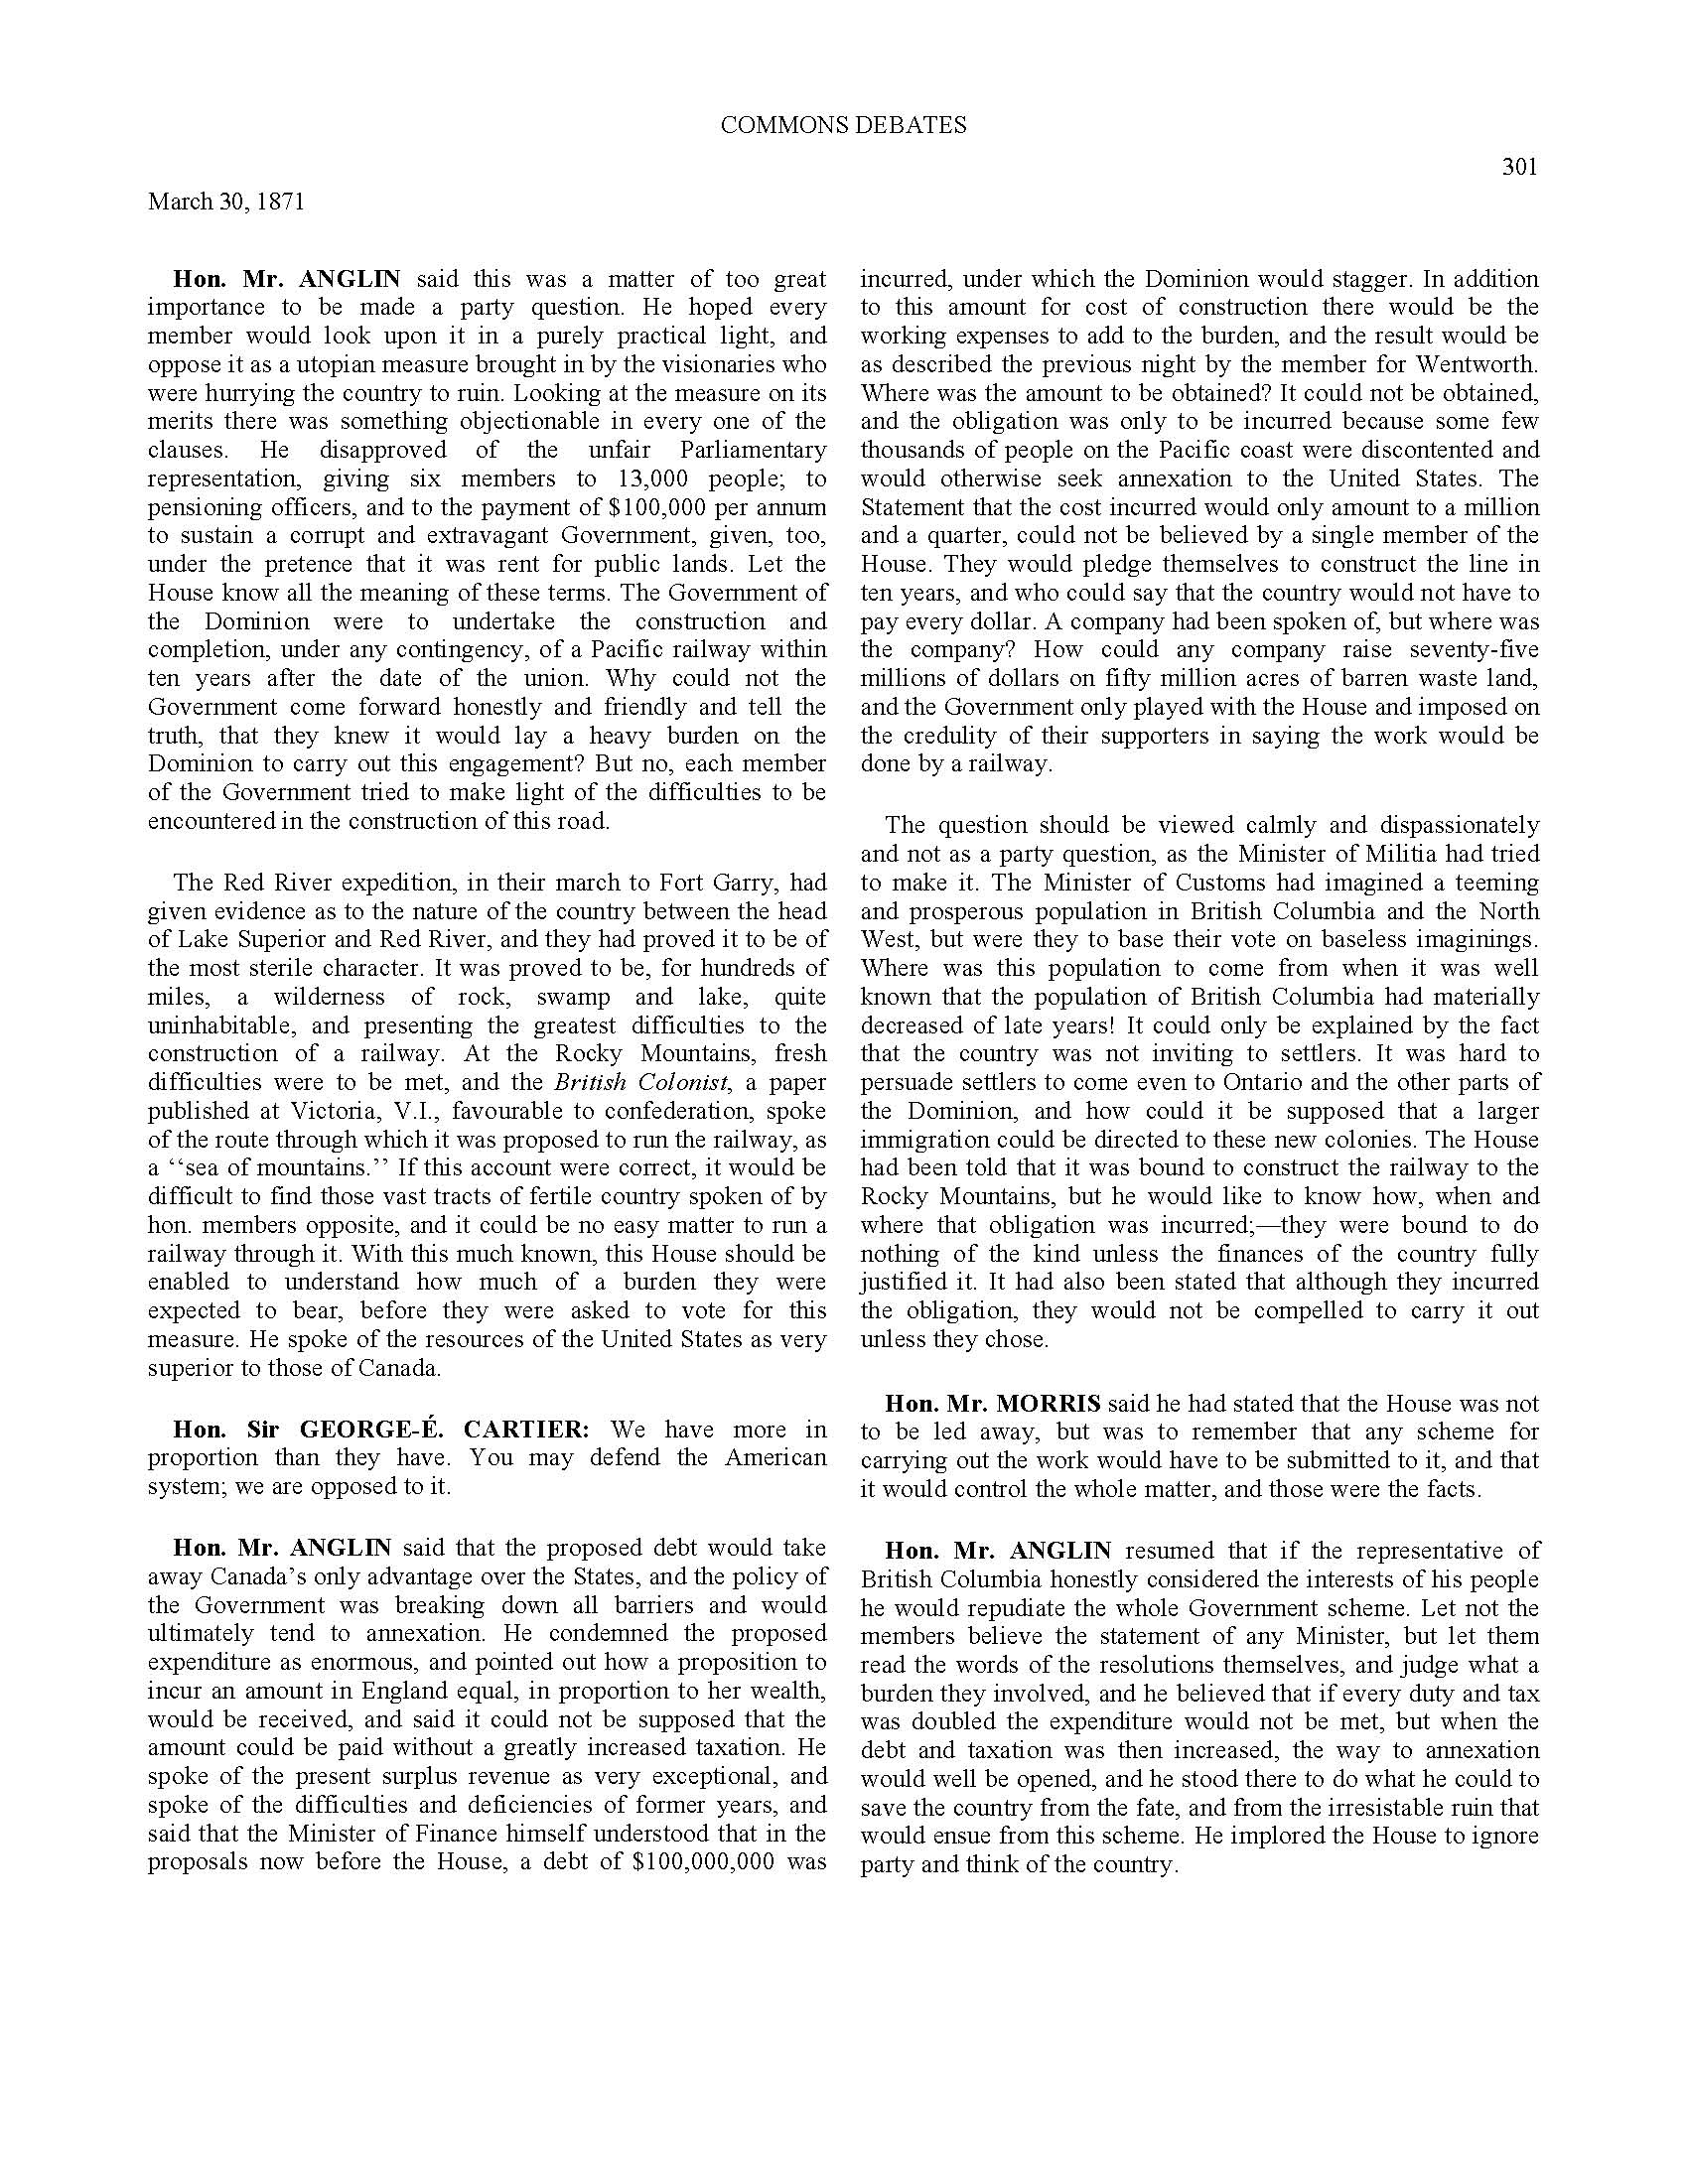 COMMONS DEBATES
301
March 30, 1871
Hon. Mr. ANGLIN said this was a matter of too great
importance to be made a party question. He hoped every
member would look upon it in a purely practical light, and
oppose it as a utopian measure brought in by the visionaries who
were hurrying the country to ruin. Looking at the measure on its
merits there was something objectionable in every one of the
clauses. He disapproved of the unfair Parliamentary
representation, giving six members to 13,000 people; to
pensioning officers, and to the payment of $100,000 per annum
to sustain a corrupt and extravagant Government, given, too,
under the pretence that it was rent for public lands. Let the
House know all the meaning of these terms. The Government of
the Dominion were to undertake the construction and
completion, under any contingency, of a Pacific railway within
ten years after the date of the union. Why could not the
Government come forward honestly and friendly and tell the
truth, that they knew it would lay a heavy burden on the
Dominion to carry out this engagement? But no, each member
of the Government tried to make light of the difficulties to be
encountered in the construction of this road.
The Red River expedition, in their march to Fort Garry, had
given evidence as to the nature of the country between the head
of Lake Superior and Red River, and they had proved it to be of
the most sterile character. It was proved to be, for hundreds of
miles, a wilderness of rock, swamp and lake, quite
uninhabitable, and presenting the greatest difficulties to the
construction of a railway. At the Rocky Mountains, fresh
difficulties were to be met, and the British Colonist, a paper
published at Victoria, V.I., favourable to confederation, spoke
of the route through which it was proposed to run the railway, as
a ‘‘sea of mountains.’’ If this account were correct, it would be
difficult to find those vast tracts of fertile country spoken of by
hon. members opposite, and it could be no easy matter to run a
railway through it. With this much known, this House should be
enabled to understand how much of a burden they were
expected to bear, before they were asked to vote for this
measure. He spoke of the resources of the United States as very
superior to those of Canada.
Hon. Sir GEORGE-É. CARTIER: We have more in
proportion than they have. You may defend the American
system; we are opposed to it.
Hon. Mr. ANGLIN said that the proposed debt would take
away Canada’s only advantage over the States, and the policy of
the Government was breaking down all barriers and would
ultimately tend to annexation. He condemned the proposed
expenditure as enormous, and pointed out how a proposition to
incur an amount in England equal, in proportion to her wealth,
would be received, and said it could not be supposed that the
amount could be paid without a greatly increased taxation. He
spoke of the present surplus revenue as very exceptional, and
spoke of the difficulties and deficiencies of former years, and
said that the Minister of Finance himself understood that in the
proposals now before the House, a debt of $100,000,000 was
incurred, under which the Dominion would stagger. In addition
to this amount for cost of construction there would be the
working expenses to add to the burden, and the result would be
as described the previous night by the member for Wentworth.
Where was the amount to be obtained? It could not be obtained,
and the obligation was only to be incurred because some few
thousands of people on the Pacific coast were discontented and
would otherwise seek annexation to the United States. The
Statement that the cost incurred would only amount to a million
and a quarter, could not be believed by a single member of the
House. They would pledge themselves to construct the line in
ten years, and who could say that the country would not have to
pay every dollar. A company had been spoken of, but where was
the company? How could any company raise seventy-five
millions of dollars on fifty million acres of barren waste land,
and the Government only played with the House and imposed on
the credulity of their supporters in saying the work would be
done by a railway.
The question should be viewed calmly and dispassionately
and not as a party question, as the Minister of Militia had tried
to make it. The Minister of Customs had imagined a teeming
and prosperous population in British Columbia and the North
West, but were they to base their vote on baseless imaginings.
Where was this population to come from when it was well
known that the population of British Columbia had materially
decreased of late years! It could only be explained by the fact
that the country was not inviting to settlers. It was hard to
persuade settlers to come even to Ontario and the other parts of
the Dominion, and how could it be supposed that a larger
immigration could be directed to these new colonies. The House
had been told that it was bound to construct the railway to the
Rocky Mountains, but he would like to know how, when and
where that obligation was incurred;—they were bound to do
nothing of the kind unless the finances of the country fully
justified it. It had also been stated that although they incurred
the obligation, they would not be compelled to carry it out
unless they chose.
Hon. Mr. MORRIS said he had stated that the House was not
to be led away, but was to remember that any scheme for
carrying out the work would have to be submitted to it, and that
it would control the whole matter, and those were the facts.
Hon. Mr. ANGLIN resumed that if the representative of
British Columbia honestly considered the interests of his people
he would repudiate the whole Government scheme. Let not the
members believe the statement of any Minister, but let them
read the words of the resolutions themselves, and judge what a
burden they involved, and he believed that if every duty and tax
was doubled the expenditure would not be met, but when the
debt and taxation was then increased, the way to annexation
would well be opened, and he stood there to do what he could to
save the country from the fate, and from the irresistable ruin that
would ensue from this scheme. He implored the House to ignore
party and think of the country.